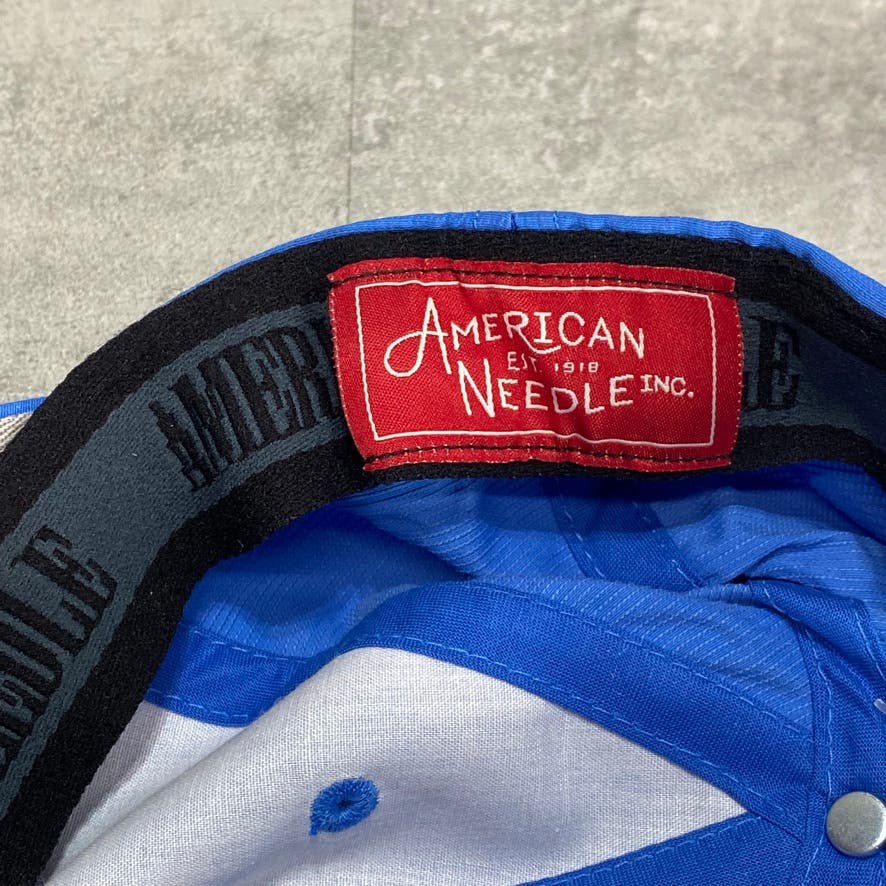 AMERICAN
EST. 1918
NEEDLE INC.